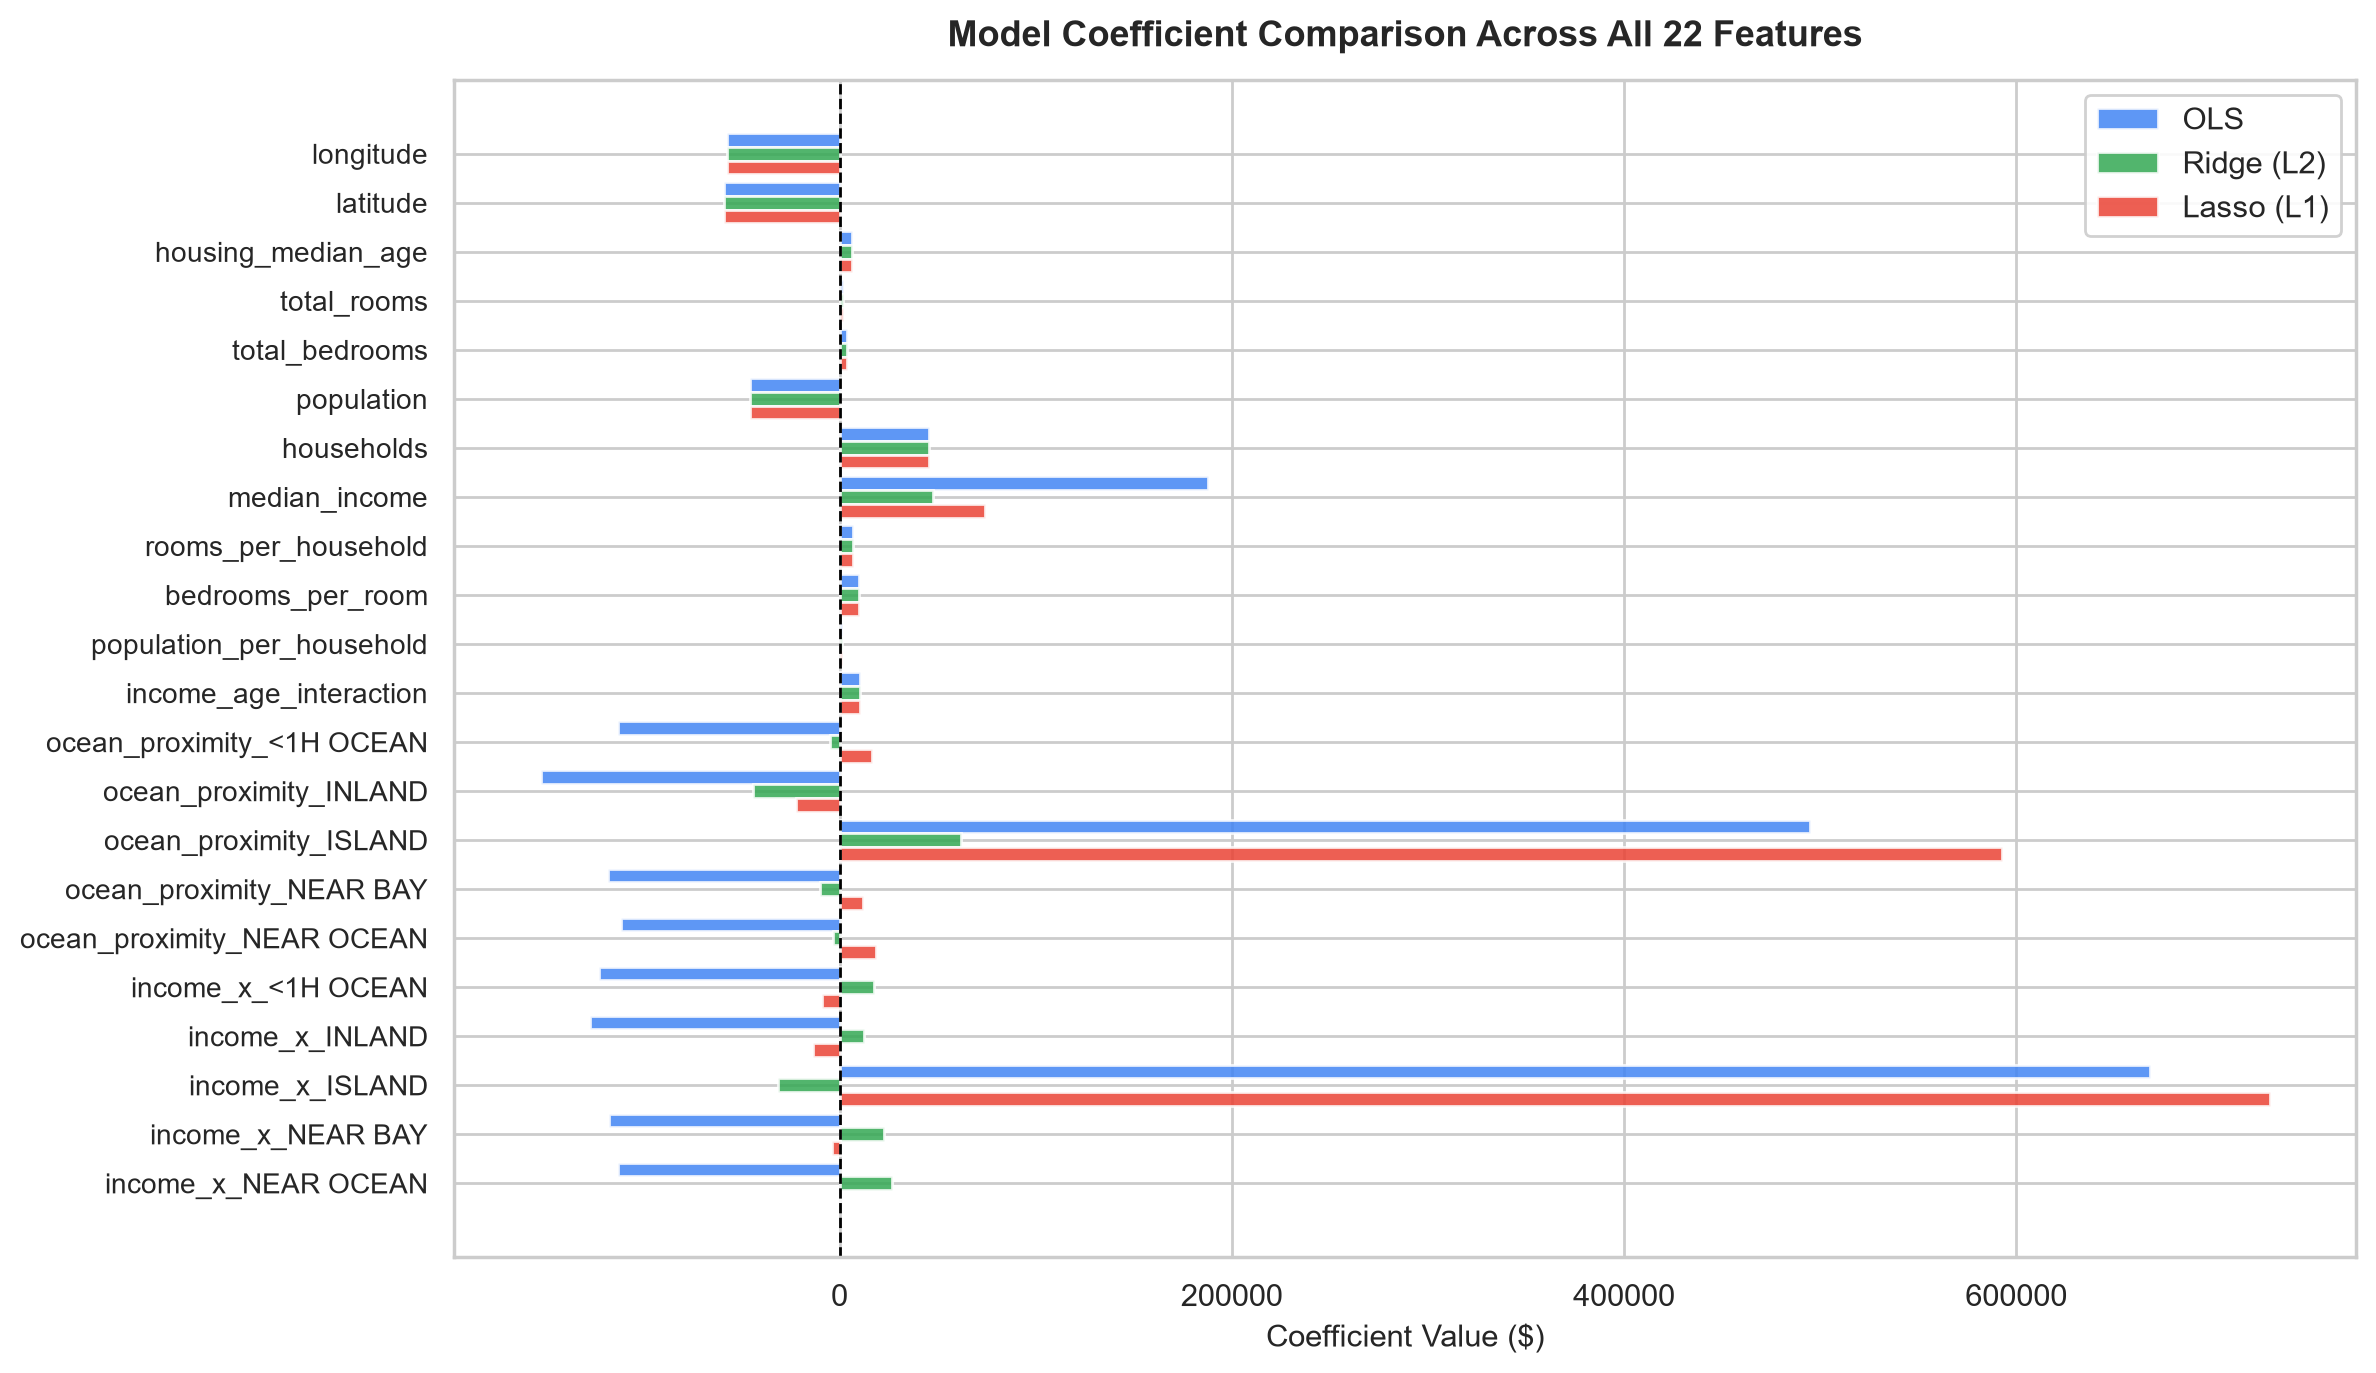 Model Coefficient Comparison Across All 22 Features
OLS
Ridge (L2)
Lasso (L1)
longitude
latitude
housing_median_age
total_rooms
total_bedrooms
population
households
median_income
rooms_per_household
bedrooms_per_room
population_per_household
income_age_interaction
ocean_proximity_<1H OCEAN
ocean_proximity_INLAND
ocean_proximity_ISLAND
ocean_proximity_NEAR BAY
ocean_proximity_NEAR OCEAN
income_x_<1H OCEAN
income_x_INLAND
income_x_ISLAND
income_x_NEAR BAY
income_x_NEAR OCEAN
0 200000 400000 600000
Coefficient Value ($)